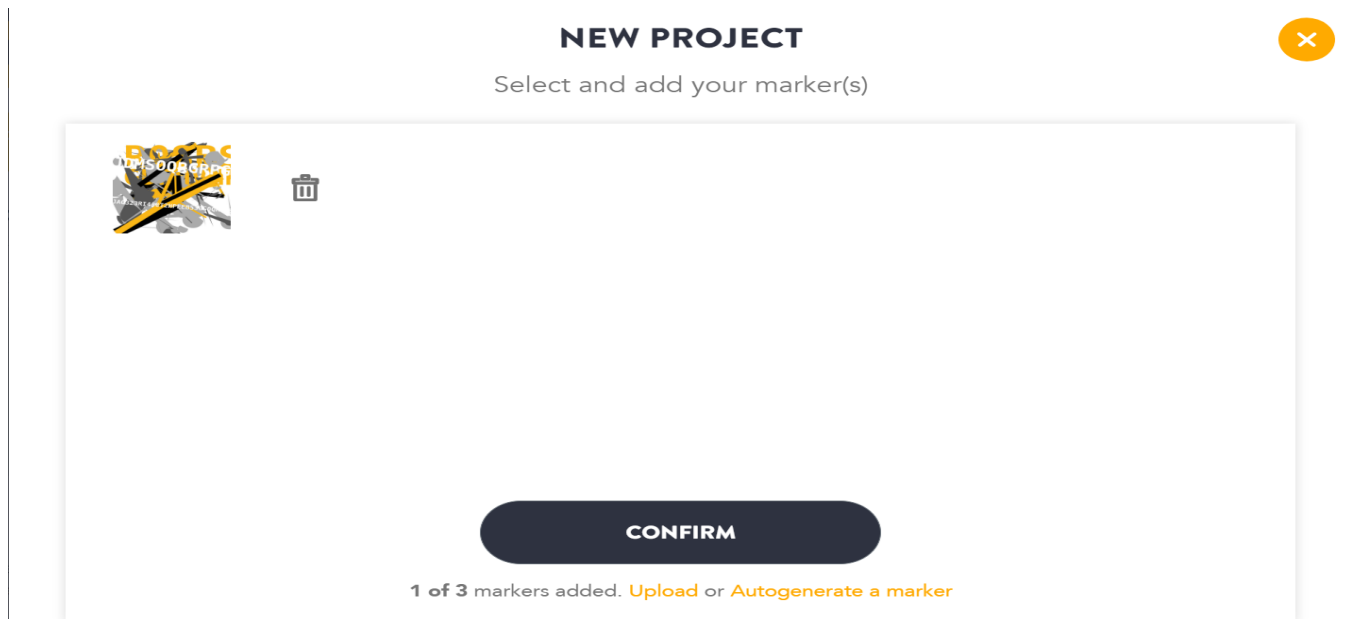 NEW PROJECT
Select and add your marker(s)
CONFIRM
1 of 3 markers added. Upload or Autogenerate a marker